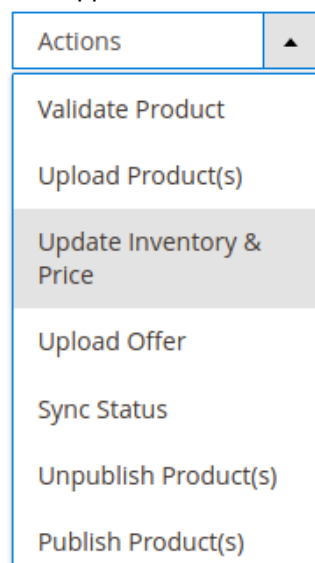 Actions
Validate Product
Upload Product(s)
Update Inventory &
Price
Upload Offer
Sync Status
Unpublish Product(s)
Publish Product(s)